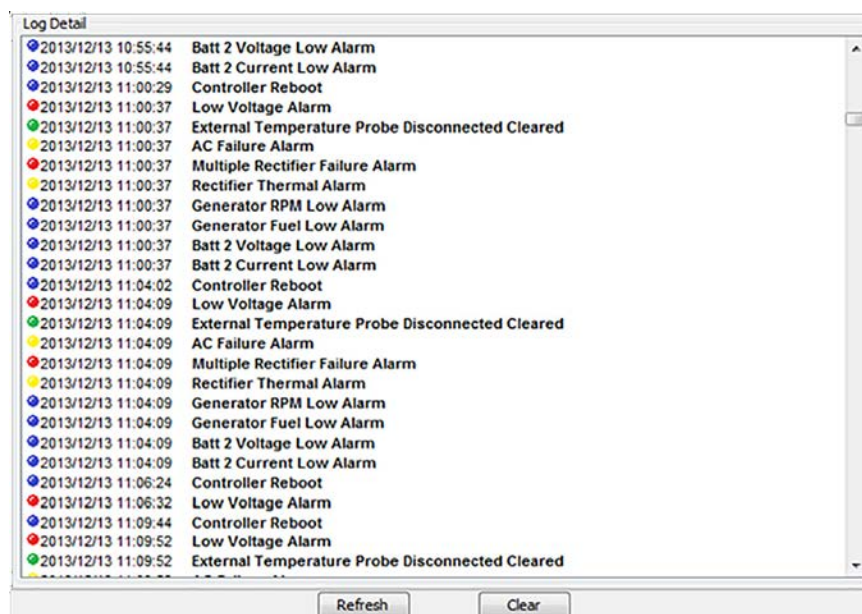 Log Detail
2013/12/13 10:55:44 Batt 2 Voltage Low Alarm
2013/12/13 10:55:44 Batt 2 Current Low Alarm
2013/12/13 11:00:29 Controller Reboot
2013/12/13 11:00:37 Low Voltage Alarm
2013/12/13 11:00:37 External Temperature Probe Disconnected Cleared
2013/12/13 11:00:37 AC Failure Alarm
2013/12/13 11:00:37 Multiple Rectifier Failure Alarm
2013/12/13 11:00:37 Rectifier Thermal Alarm
2013/12/13 11:00:37 Generator RPM Low Alarm
2013/12/13 11:00:37 Generator Fuel Low Alarm
2013/12/13 11:00:37 Batt 2 Voltage Low Alarm
2013/12/13 11:00:37 Batt 2 Current Low Alarm
2013/12/13 11:04:02 Controller Reboot
2013/12/13 11:04:09 Low Voltage Alarm
2013/12/13 11:04:09 External Temperature Probe Disconnected Cleared
2013/12/13 11:04:09 AC Failure Alarm
2013/12/13 11:04:09 Multiple Rectifier Failure Alarm
2013/12/13 11:04:09 Rectifier Thermal Alarm
2013/12/13 11:04:09 Generator RPM Low Alarm
2013/12/13 11:04:09 Generator Fuel Low Alarm
2013/12/13 11:04:09 Batt 2 Voltage Low Alarm
2013/12/13 11:04:09 Batt 2 Current Low Alarm
2013/12/13 11:06:24 Controller Reboot
2013/12/13 11:06:32 Low Voltage Alarm
2013/12/13 11:09:44 Controller Reboot
2013/12/13 11:09:52 Low Voltage Alarm
2013/12/13 11:09:52 External Temperature Probe Disconnected Cleared
Refresh Clear